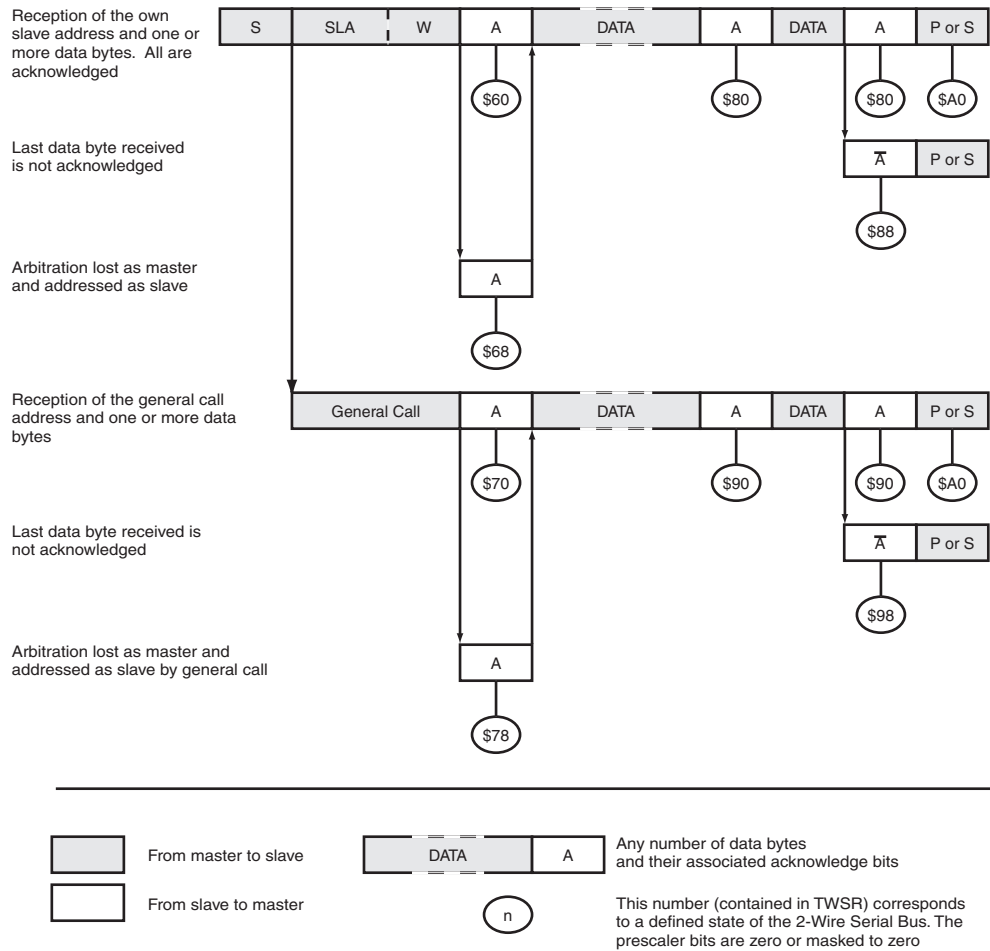 Reception of the own
slave address and one or
more data bytes. All are
acknowledged
S SLA W A DATA A DATA A P or S
$60 $80 $80 $A0
Last data byte received
is not acknowledged
A̅ P or S
$88
Arbitration lost as master
and addressed as slave
A
$68
Reception of the general call
address and one or more data
bytes
General Call A DATA A DATA A P or S
$70 $90 $90 $A0
Last data byte received is
not acknowledged
A̅ P or S
$98
Arbitration lost as master and
addressed as slave by general call
A
$78
From master to slave
DATA A
Any number of data bytes
and their associated acknowledge bits
From slave to master
n
This number (contained in TWSR) corresponds
to a defined state of the 2-Wire Serial Bus. The
prescaler bits are zero or masked to zero